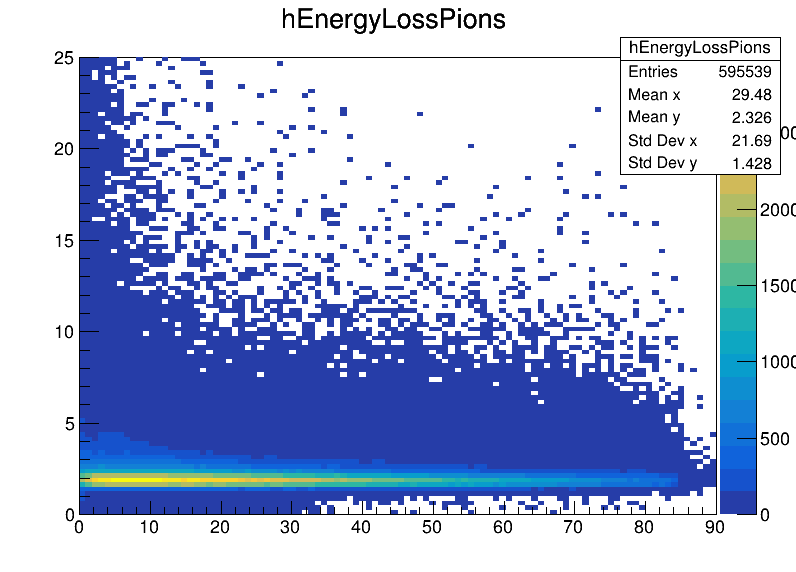 hEnergyLossPions
hEnergyLossPions
Entries 595539
Mean x 29.48
Mean y 2.326
Std Dev x 21.69
Std Dev y 1.428
25
20
15
10
5
0
0 10 20 30 40 50 60 70 80 90
2000
1500
1000
500
0